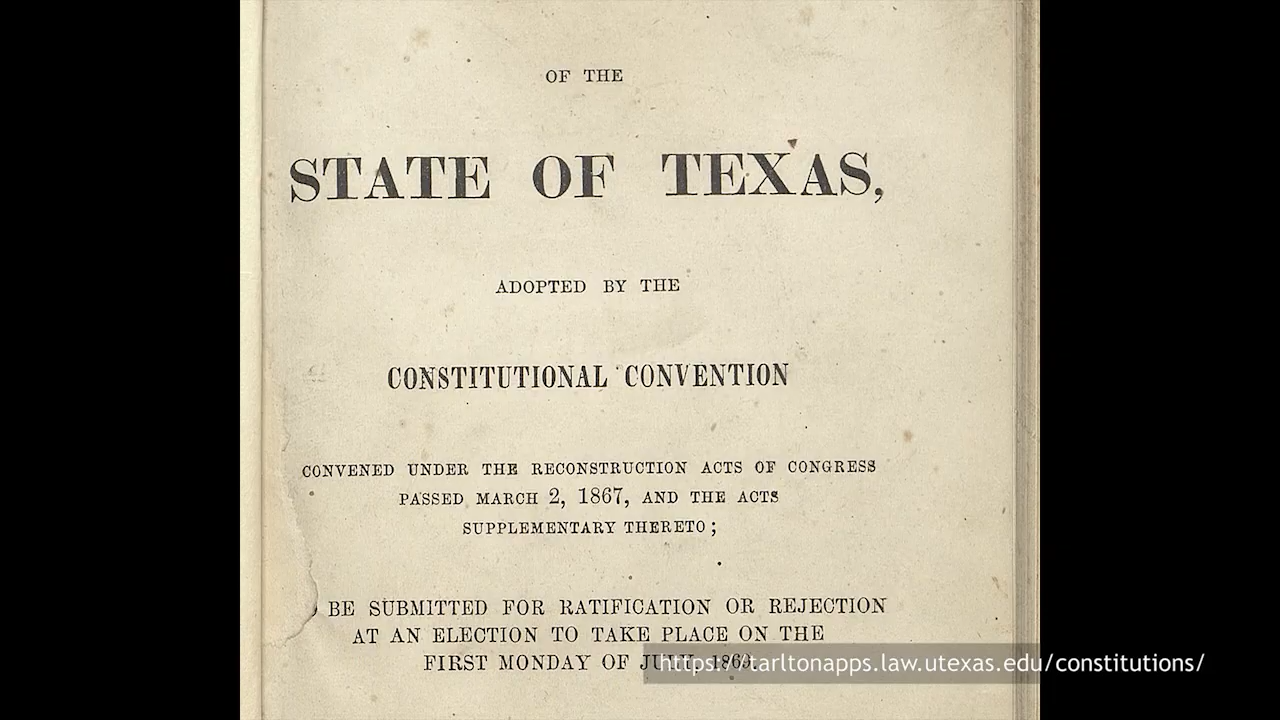 OF THE
STATE OF TEXAS,
ADOPTED BY THE
CONSTITUTIONAL CONVENTION
CONVENED UNDER THE RECONSTRUCTION ACTS OF CONGRESS
PASSED MARCH 2, 1867, AND THE ACTS
SUPPLEMENTARY THERETO;
BE SUBMITTED FOR RATIFICATION OR REJECTION
AT AN ELECTION TO TAKE PLACE ON THE
FIRST MONDAY OF 1869.
https://tarltonapps.law.utexas.edu/constitutions/